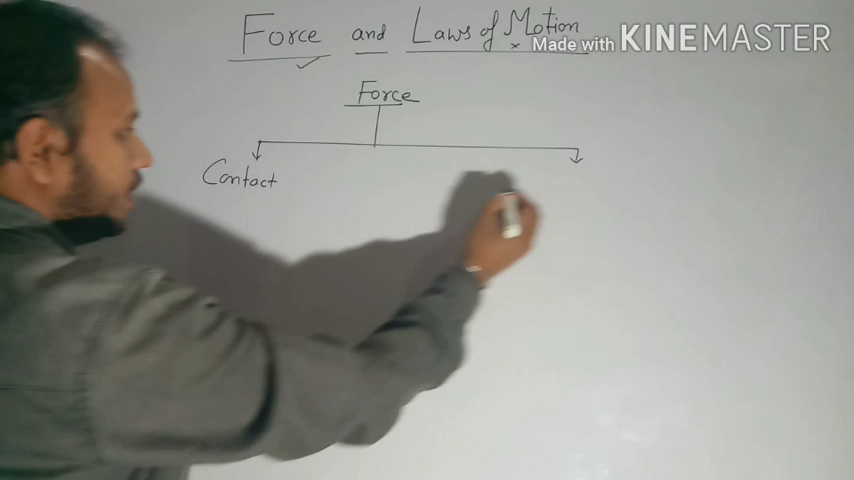 Force and Laws of Motion
Made with KINEMASTER
Force
Contact